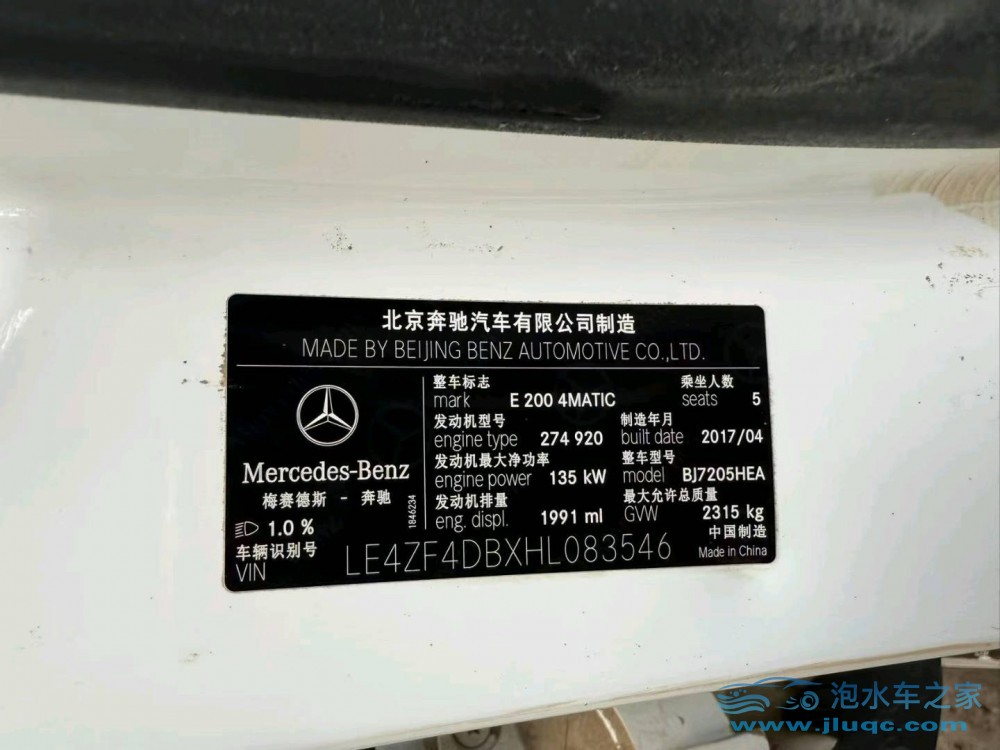 北京奔驰汽车有限公司制造
MADE BY BEIJING BENZ AUTOMOTIVE CO.,LTD.
整车标志
mark E 200 4MATIC
乘坐人数
seats 5
发动机型号
engine type 274 920
制造年月
built date 2017/04
发动机最大净功率
engine power 135 kW
整车型号
model BJ7205HEA
发动机排量
eng. displ. 1991 ml
最大允许总质量
GVW 2315 kg
Mercedes-Benz
梅赛德斯 - 奔驰
1.0 %
1846234
车辆识别号
VIN LE4ZF4DBXHL083546
中国制造
Made in China
泡水车之家
www.jluqc.com